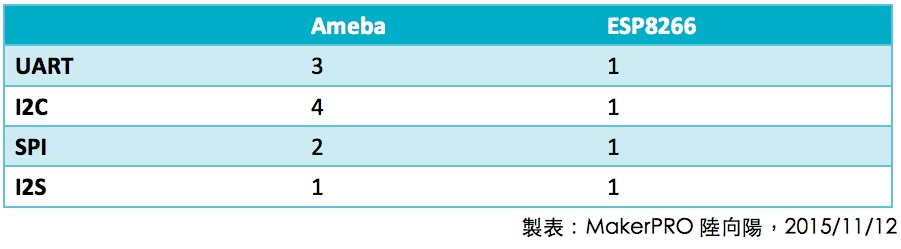 Ameba ESP8266
UART 3 1
I2C 4 1
SPI 2 1
I2S 1 1
製表：MakerPRO 陸向陽，2015/11/12